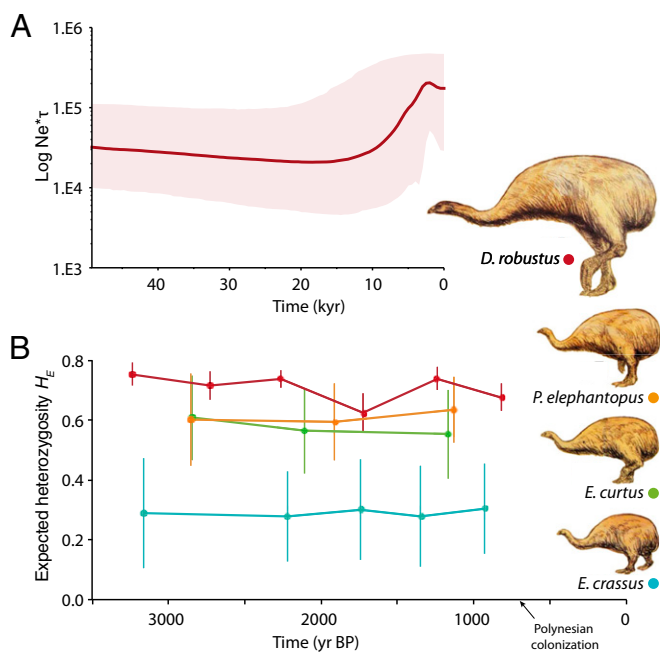 A
1.E6
1.E5
1.E4
1.E3
Log Ne*τ
40 30 20 10 0
Time (kyr)
D. robustus
P. elephantopus
E. curtus
E. crassus
B
0.8
0.6
0.4
0.2
0.0
Expected heterozygosity HE
3000 2000 1000 0
Time (yr BP)
Polynesian
colonization